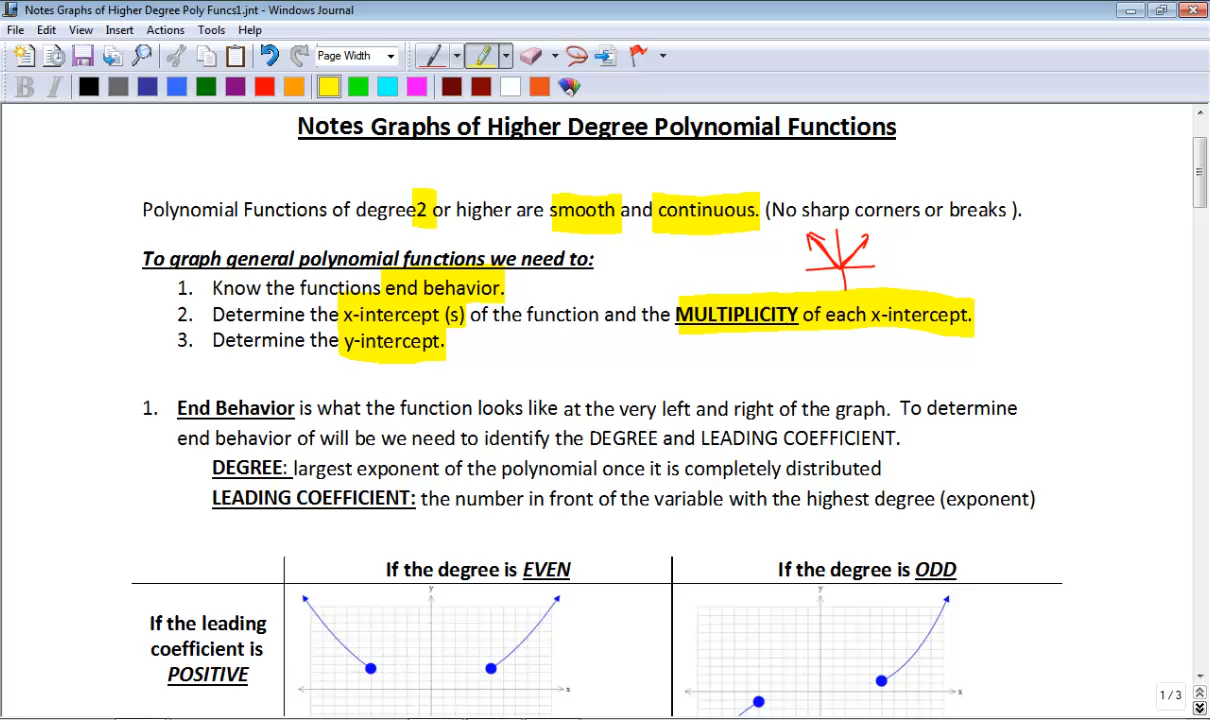 Notes Graphs of Higher Degree Poly Funcs1.jnt - Windows Journal
File Edit View Insert Actions Tools Help
Page Width
B I
Notes Graphs of Higher Degree Polynomial Functions
Polynomial Functions of degree2 or higher are smooth and continuous. (No sharp corners or breaks ).
To graph general polynomial functions we need to:
1. Know the functions end behavior.
2. Determine the x-intercept (s) of the function and the MULTIPLICITY of each x-intercept.
3. Determine the y-intercept.
1. End Behavior is what the function looks like at the very left and right of the graph. To determine
end behavior of will be we need to identify the DEGREE and LEADING COEFFICIENT.
DEGREE: largest exponent of the polynomial once it is completely distributed
LEADING COEFFICIENT: the number in front of the variable with the highest degree (exponent)
If the degree is EVEN If the degree is ODD
If the leading
coefficient is
POSITIVE
y
x
y
x
1 / 3